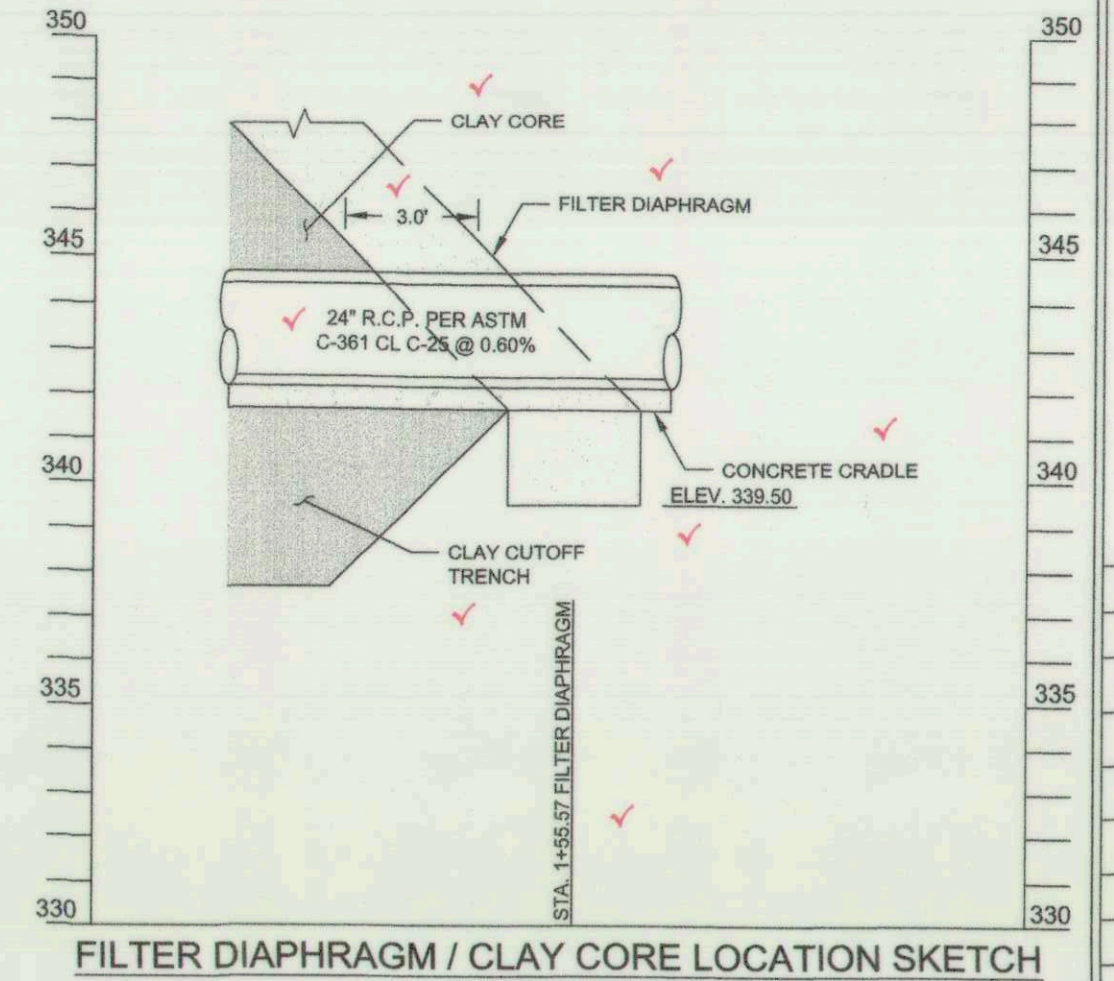 350
350
CLAY CORE
FILTER DIAPHRAGM
3.0'
345
345
24" R.C.P. PER ASTM
C-361 CL C-25 @ 0.60%
340
340
CONCRETE CRADLE
ELEV. 339.50
CLAY CUTOFF
TRENCH
STA. 1+55.57 FILTER DIAPHRAGM
335
335
330
330
FILTER DIAPHRAGM / CLAY CORE LOCATION SKETCH